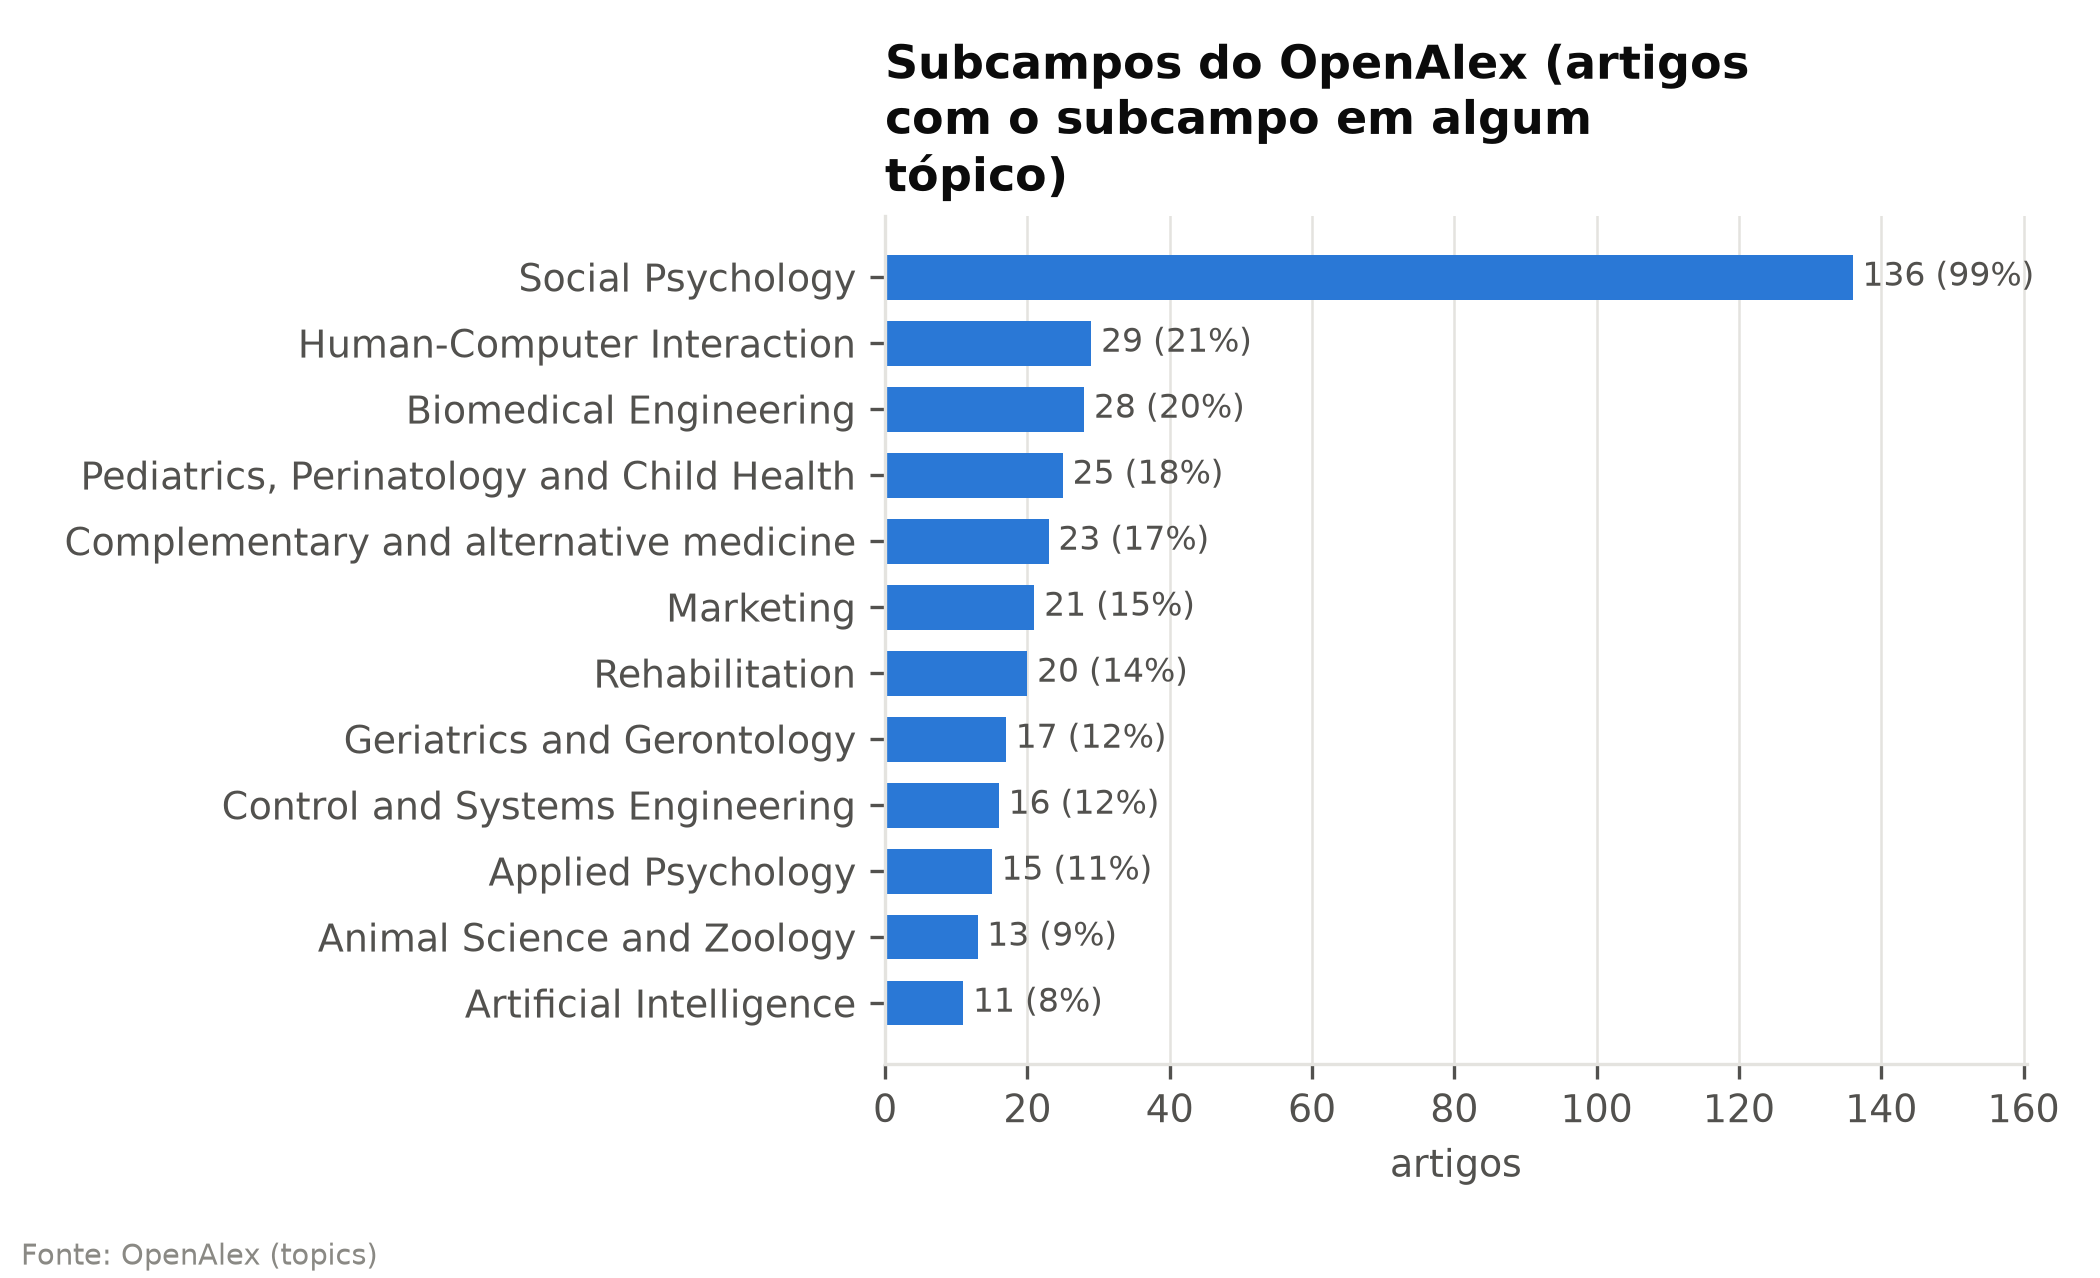 Subcampos do OpenAlex (artigos
com o subcampo em algum
tópico)
Social Psychology 136 (99%)
Human-Computer Interaction 29 (21%)
Biomedical Engineering 28 (20%)
Pediatrics, Perinatology and Child Health 25 (18%)
Complementary and alternative medicine 23 (17%)
Marketing 21 (15%)
Rehabilitation 20 (14%)
Geriatrics and Gerontology 17 (12%)
Control and Systems Engineering 16 (12%)
Applied Psychology 15 (11%)
Animal Science and Zoology 13 (9%)
Artificial Intelligence 11 (8%)
0 20 40 60 80 100 120 140 160
artigos
Fonte: OpenAlex (topics)